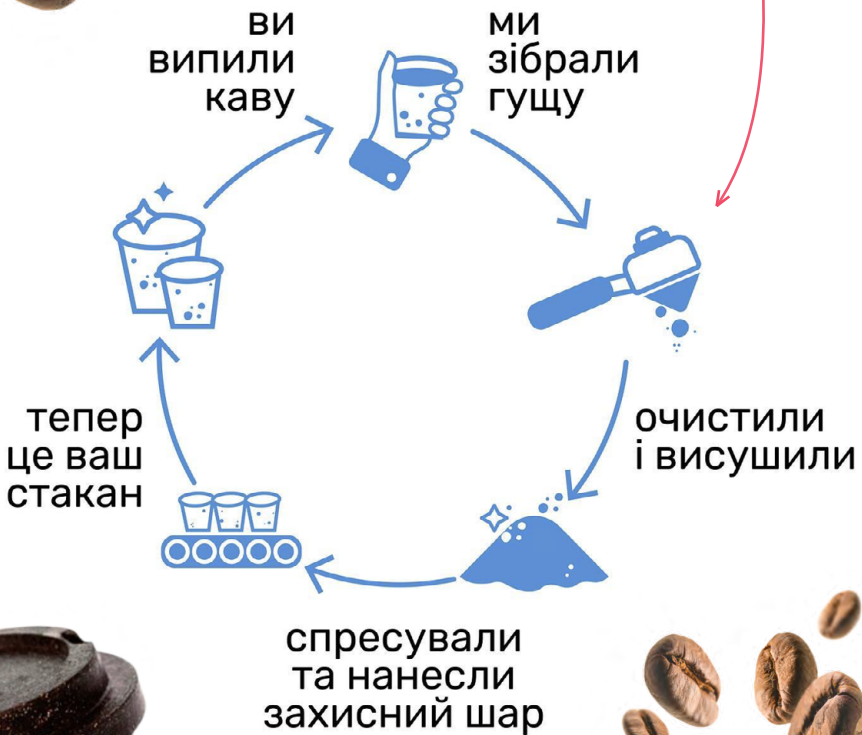 ви
випили
каву
ми
зібрали
гущу
очистили
і висушили
спресували
та нанесли
захисний шар
тепер
це ваш
стакан